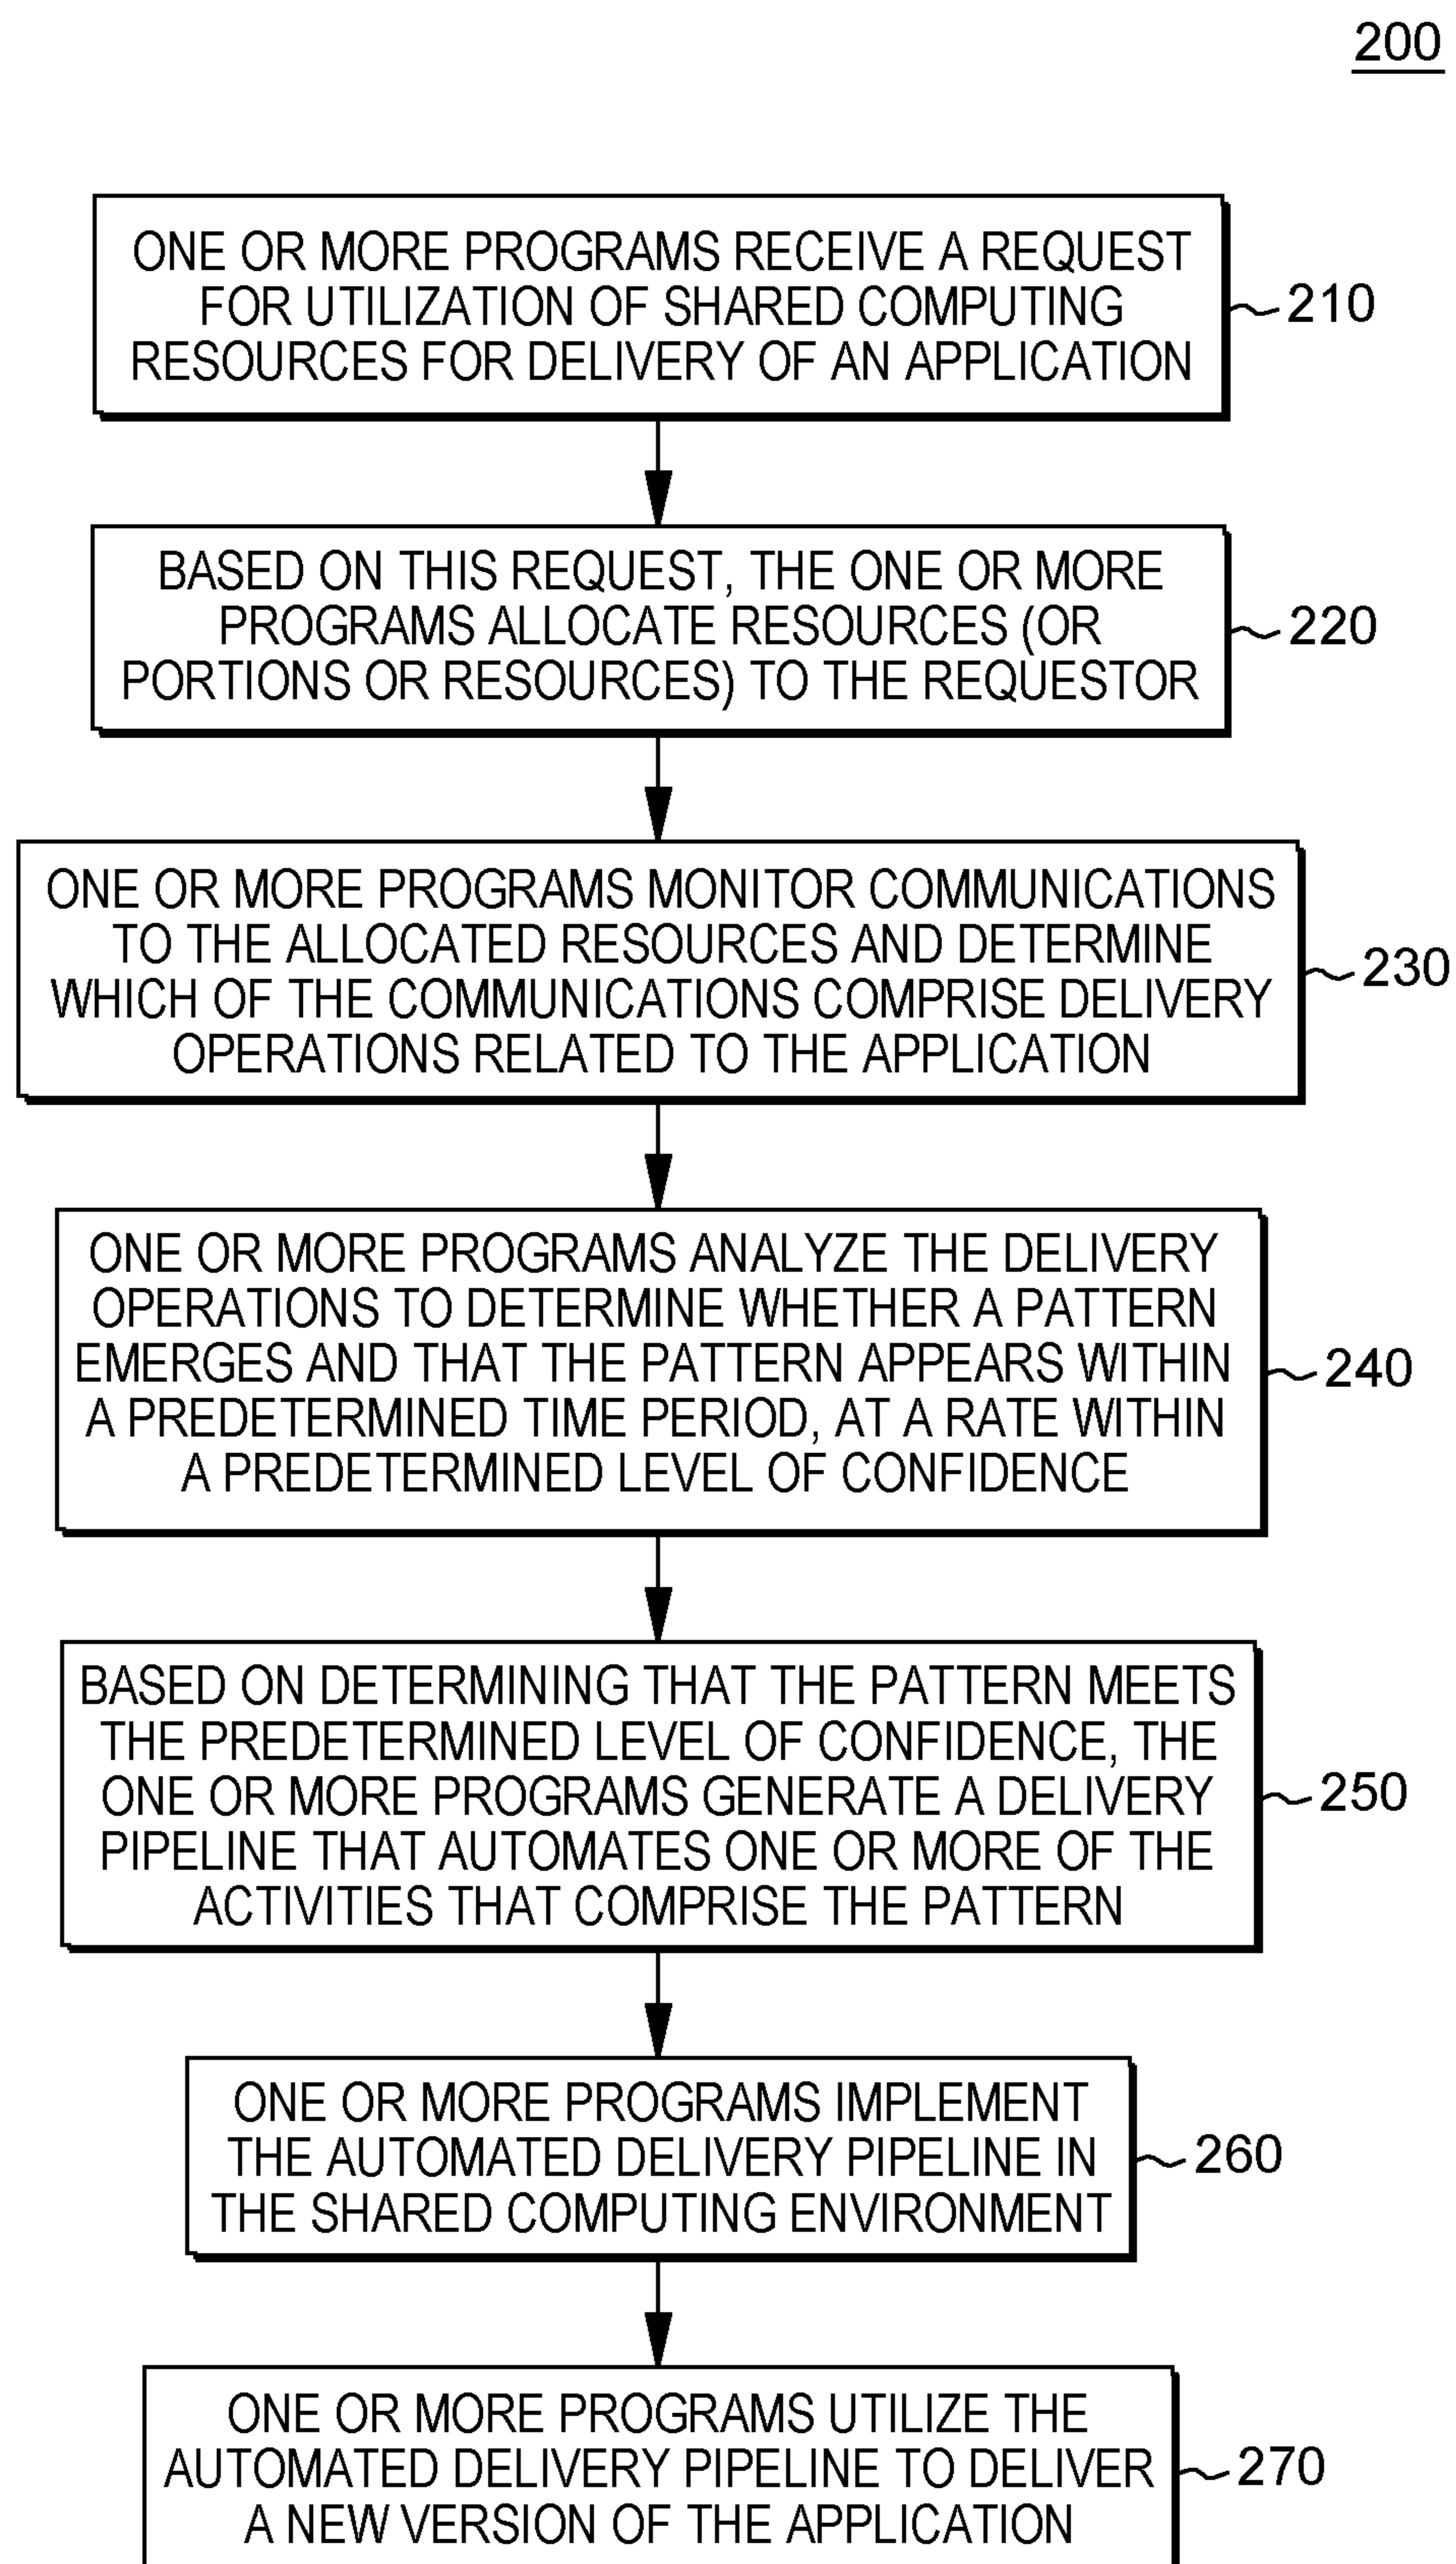 200
ONE OR MORE PROGRAMS RECEIVE A REQUEST
FOR UTILIZATION OF SHARED COMPUTING
RESOURCES FOR DELIVERY OF AN APPLICATION
210
BASED ON THIS REQUEST, THE ONE OR MORE
PROGRAMS ALLOCATE RESOURCES (OR
PORTIONS OR RESOURCES) TO THE REQUESTOR
220
ONE OR MORE PROGRAMS MONITOR COMMUNICATIONS
TO THE ALLOCATED RESOURCES AND DETERMINE
WHICH OF THE COMMUNICATIONS COMPRISE DELIVERY
OPERATIONS RELATED TO THE APPLICATION
230
ONE OR MORE PROGRAMS ANALYZE THE DELIVERY
OPERATIONS TO DETERMINE WHETHER A PATTERN
EMERGES AND THAT THE PATTERN APPEARS WITHIN
A PREDETERMINED TIME PERIOD, AT A RATE WITHIN
A PREDETERMINED LEVEL OF CONFIDENCE
240
BASED ON DETERMINING THAT THE PATTERN MEETS
THE PREDETERMINED LEVEL OF CONFIDENCE, THE
ONE OR MORE PROGRAMS GENERATE A DELIVERY
PIPELINE THAT AUTOMATES ONE OR MORE OF THE
ACTIVITIES THAT COMPRISE THE PATTERN
250
ONE OR MORE PROGRAMS IMPLEMENT
THE AUTOMATED DELIVERY PIPELINE IN
THE SHARED COMPUTING ENVIRONMENT
260
ONE OR MORE PROGRAMS UTILIZE THE
AUTOMATED DELIVERY PIPELINE TO DELIVER
A NEW VERSION OF THE APPLICATION
270